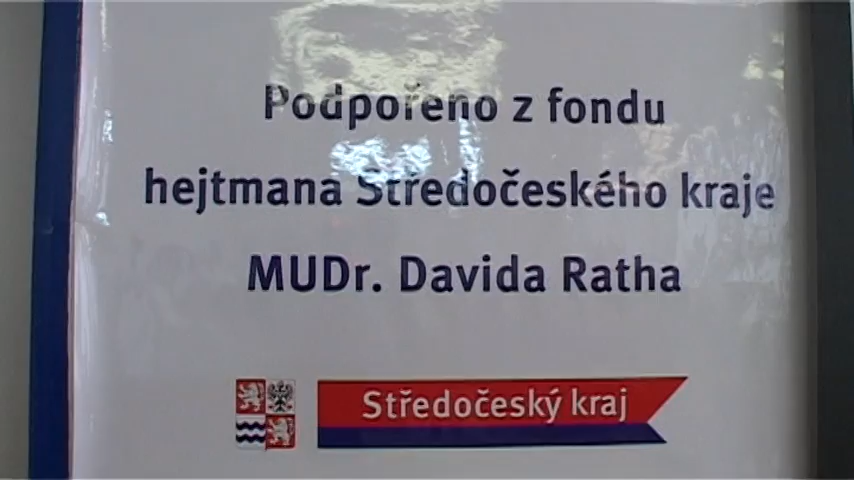 Podpořeno z fondu
hejtmana Středočeského kraje
MUDr. Davida Ratha
Středočeský kraj